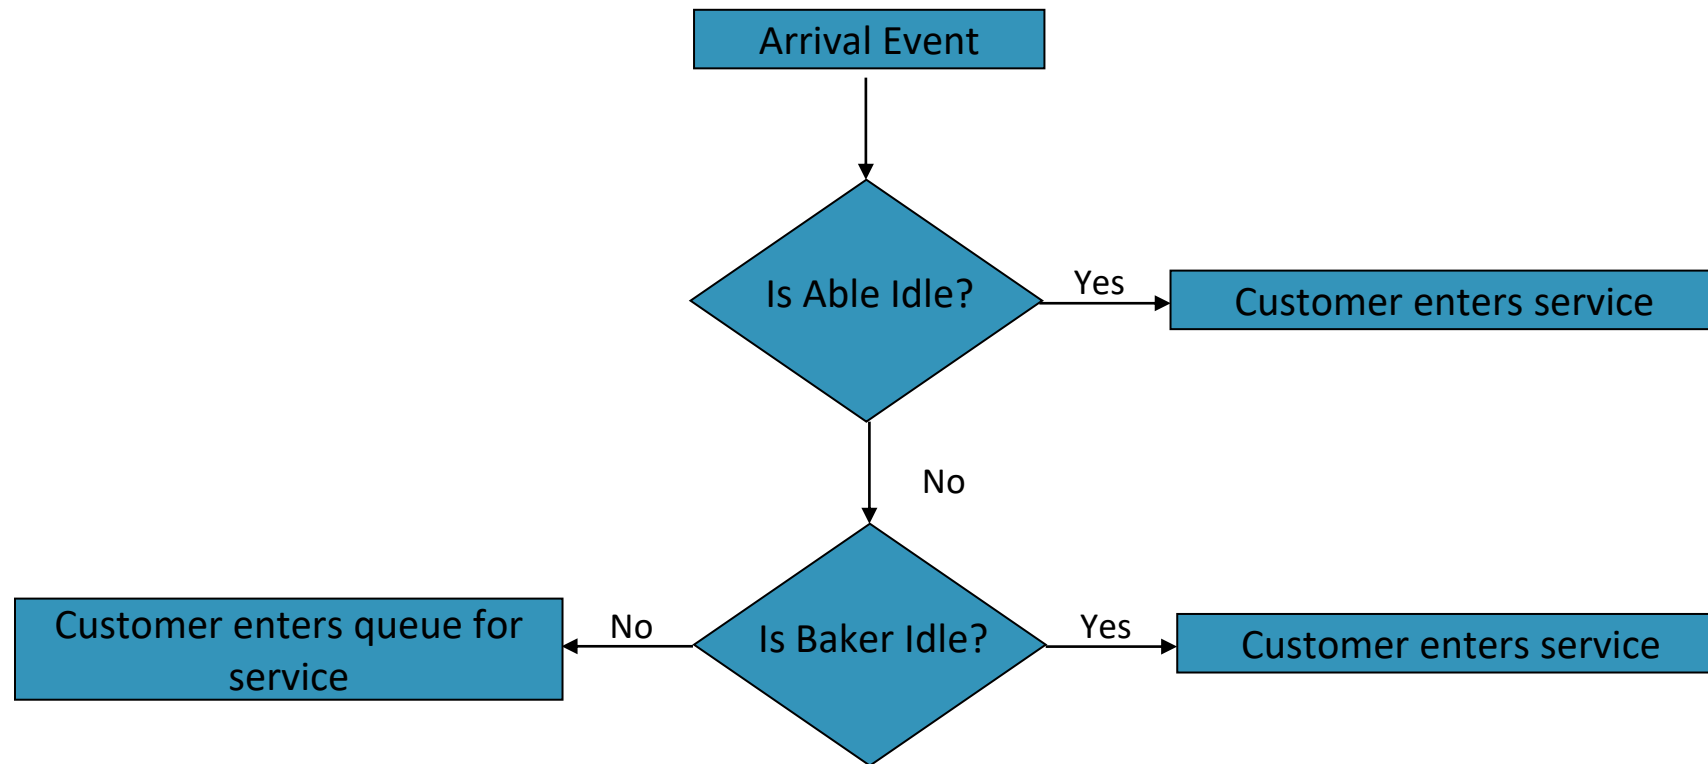 Arrival Event
Is Able Idle?
Yes
Customer enters service
No
Customer enters queue for
service
No
Is Baker Idle?
Yes
Customer enters service